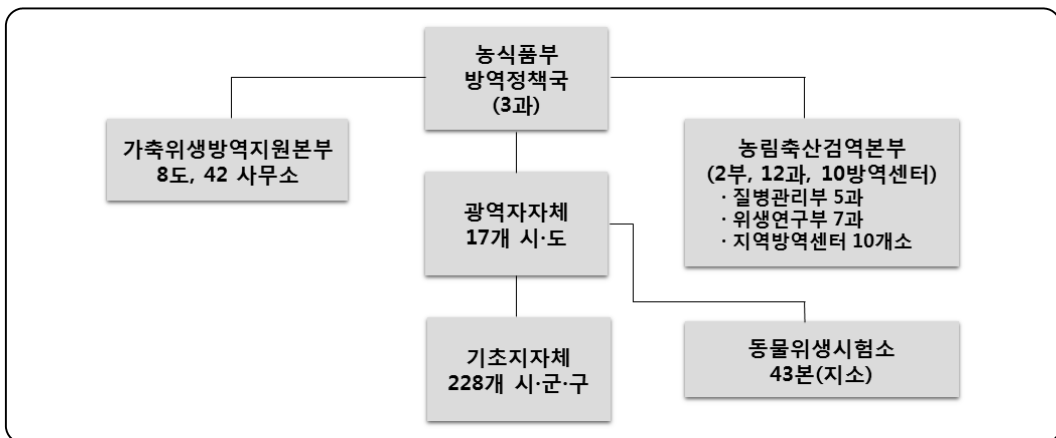 농식품부
방역정책국
(3과)
가축위생방역지원본부
8도, 42 사무소
농림축산검역본부
(2부, 12과, 10방역센터)
· 질병관리부 5과
· 위생연구부 7과
· 지역방역센터 10개소
광역자자체
17개 시·도
기초지자체
228개 시·군·구
동물위생시험소
43본(지소)